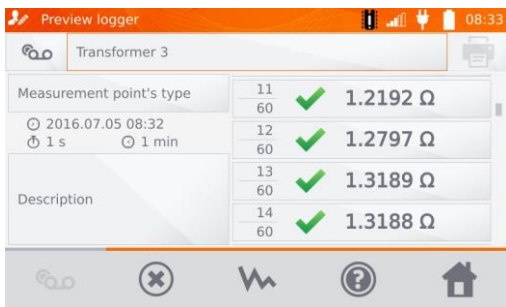 Preview logger
08:33
Transformer 3
Measurement point's type
2016.07.05 08:32
1 s
1 min
Description
11
60
1.2192 Ω
12
60
1.2797 Ω
13
60
1.3189 Ω
14
60
1.3188 Ω